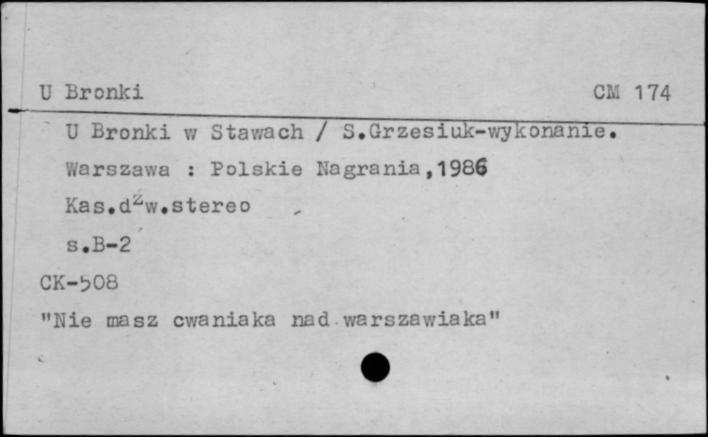 U Bronki CM 174
U Bronki w Stawach / S.Grzesiuk-wykonanie.
Warszawa : Polskie Nagrania,1986
Kas.dzw.stereo
s.B-2
CK-508
"Nie masz cwaniaka nad warszawiaka"